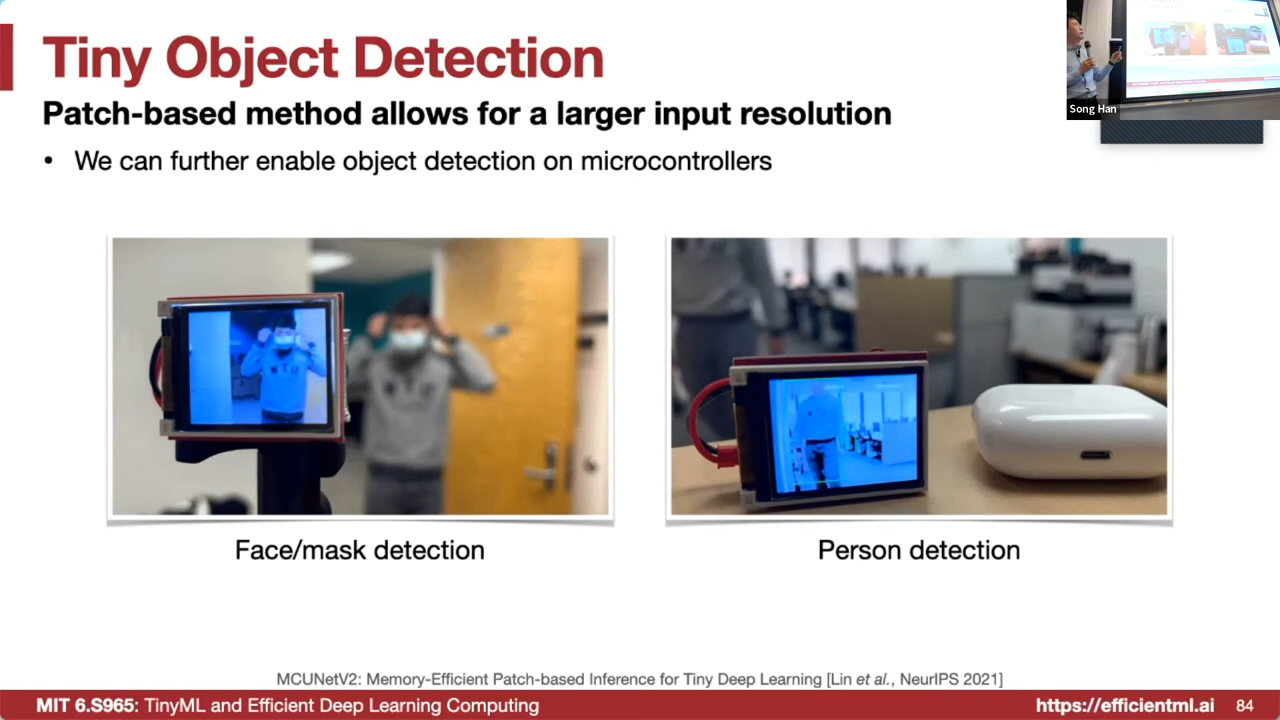 Tiny Object Detection
Patch-based method allows for a larger input resolution
• We can further enable object detection on microcontrollers
Song Han
Face/mask detection
Person detection
MCUNetV2: Memory-Efficient Patch-based Inference for Tiny Deep Learning [Lin et al., NeurIPS 2021]
MIT 6.S965: TinyML and Efficient Deep Learning Computing
https://efficientml.ai
84